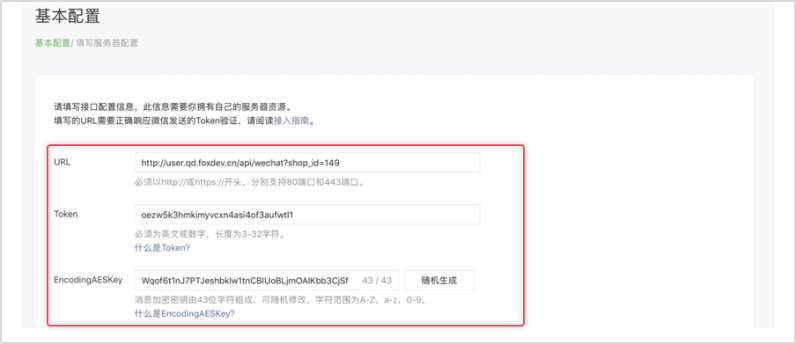 基本配置
基本配置/ 填写服务器配置
请填写接口配置信息，此信息需要你拥有自己的服务器资源。
填写的URL需要正确响应微信发送的Token验证，请阅读接入指南。
URL
http://user.qd.foxdev.cn/api/wechat?shop_id=149
必须以http://或https://开头，分别支持80端口和443端口。
Token
oezw5k3hmkimyvcxn4asi4of3aufwtl1
必须为英文或数字，长度为3-32字符。
什么是Token?
EncodingAESKey
Wqof6t1nJ7PTJeshbklw1tnCBIUoBLjmOAlKbb3CjSf 43 / 43 随机生成
消息加密密钥由43位字符组成，可随机修改，字符范围为A-Z，a-z，0-9。
什么是EncodingAESKey?